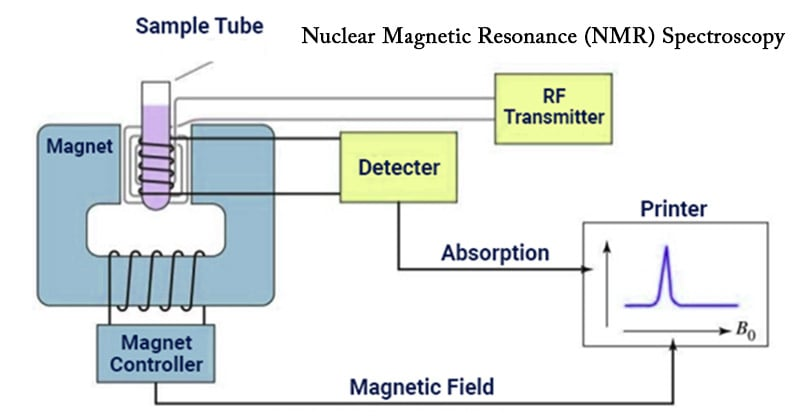 Sample Tube
Nuclear Magnetic Resonance (NMR) Spectroscopy
RF
Transmitter
Magnet
Detecter
Printer
Absorption
B0
Magnet
Controller
Magnetic Field